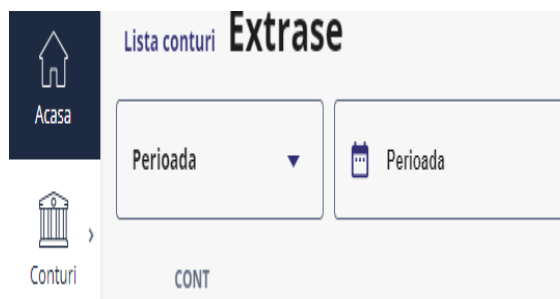 Lista conturi Extrase
Acasa
Perioada Perioada
Conturi
CONT